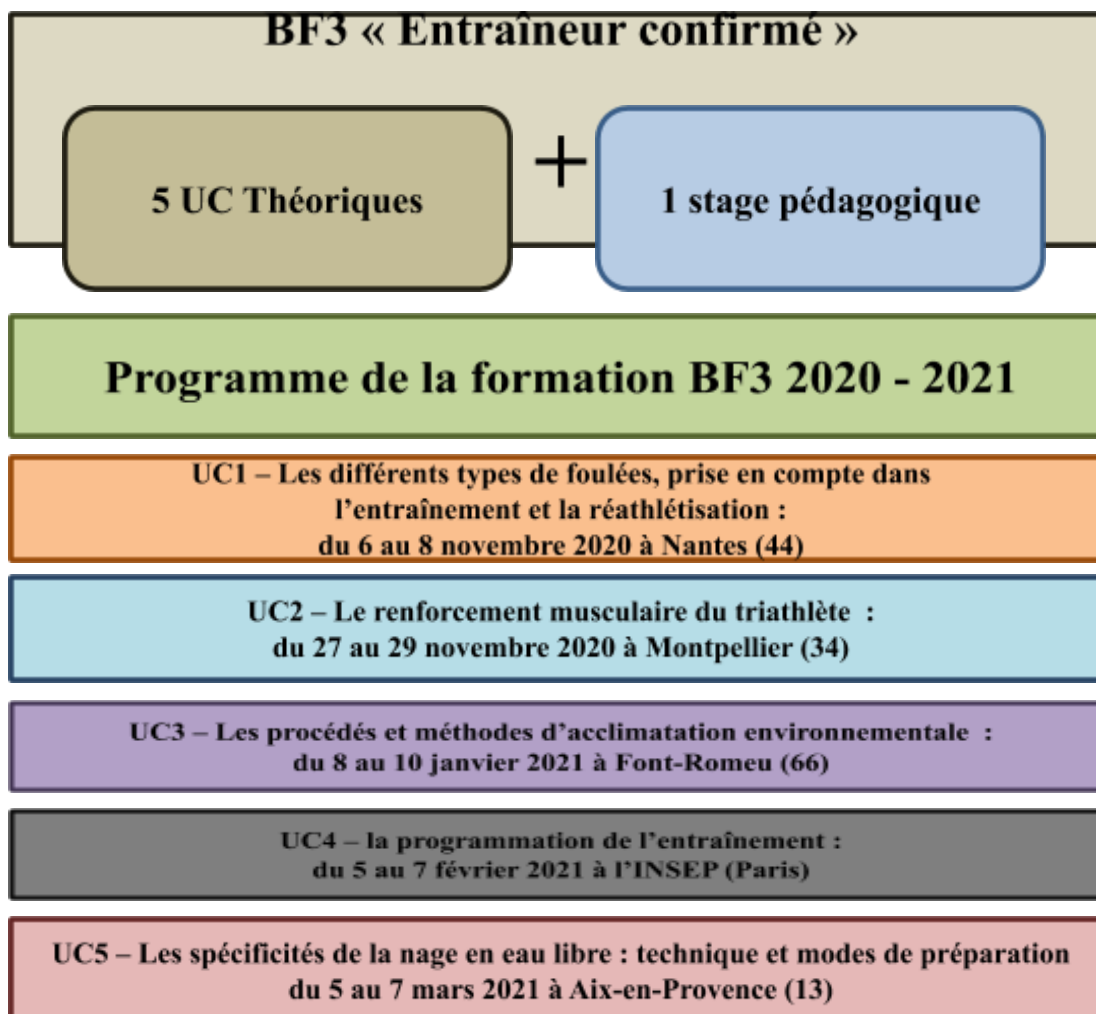 BF3 « Entraîneur confirmé »
5 UC Théoriques
+
1 stage pédagogique
Programme de la formation BF3 2020 - 2021
UC1 – Les différents types de foulées, prise en compte dans
l’entraînement et la réathlétisation :
du 6 au 8 novembre 2020 à Nantes (44)
UC2 – Le renforcement musculaire du triathlète :
du 27 au 29 novembre 2020 à Montpellier (34)
UC3 – Les procédés et méthodes d’acclimatation environnementale :
du 8 au 10 janvier 2021 à Font-Romeu (66)
UC4 – la programmation de l’entraînement :
du 5 au 7 février 2021 à l’INSEP (Paris)
UC5 – Les spécificités de la nage en eau libre : technique et modes de préparation
du 5 au 7 mars 2021 à Aix-en-Provence (13)